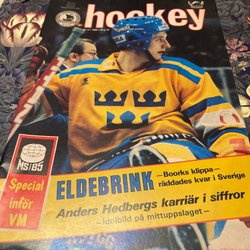 hockey
MS!85
Special
inför
VM
ELDEBRINK
–Boorks klippa–
räddades kvar i Sverige
Anders Hedbergs karriär i siffror
–Idolbild på mittuppslaget–